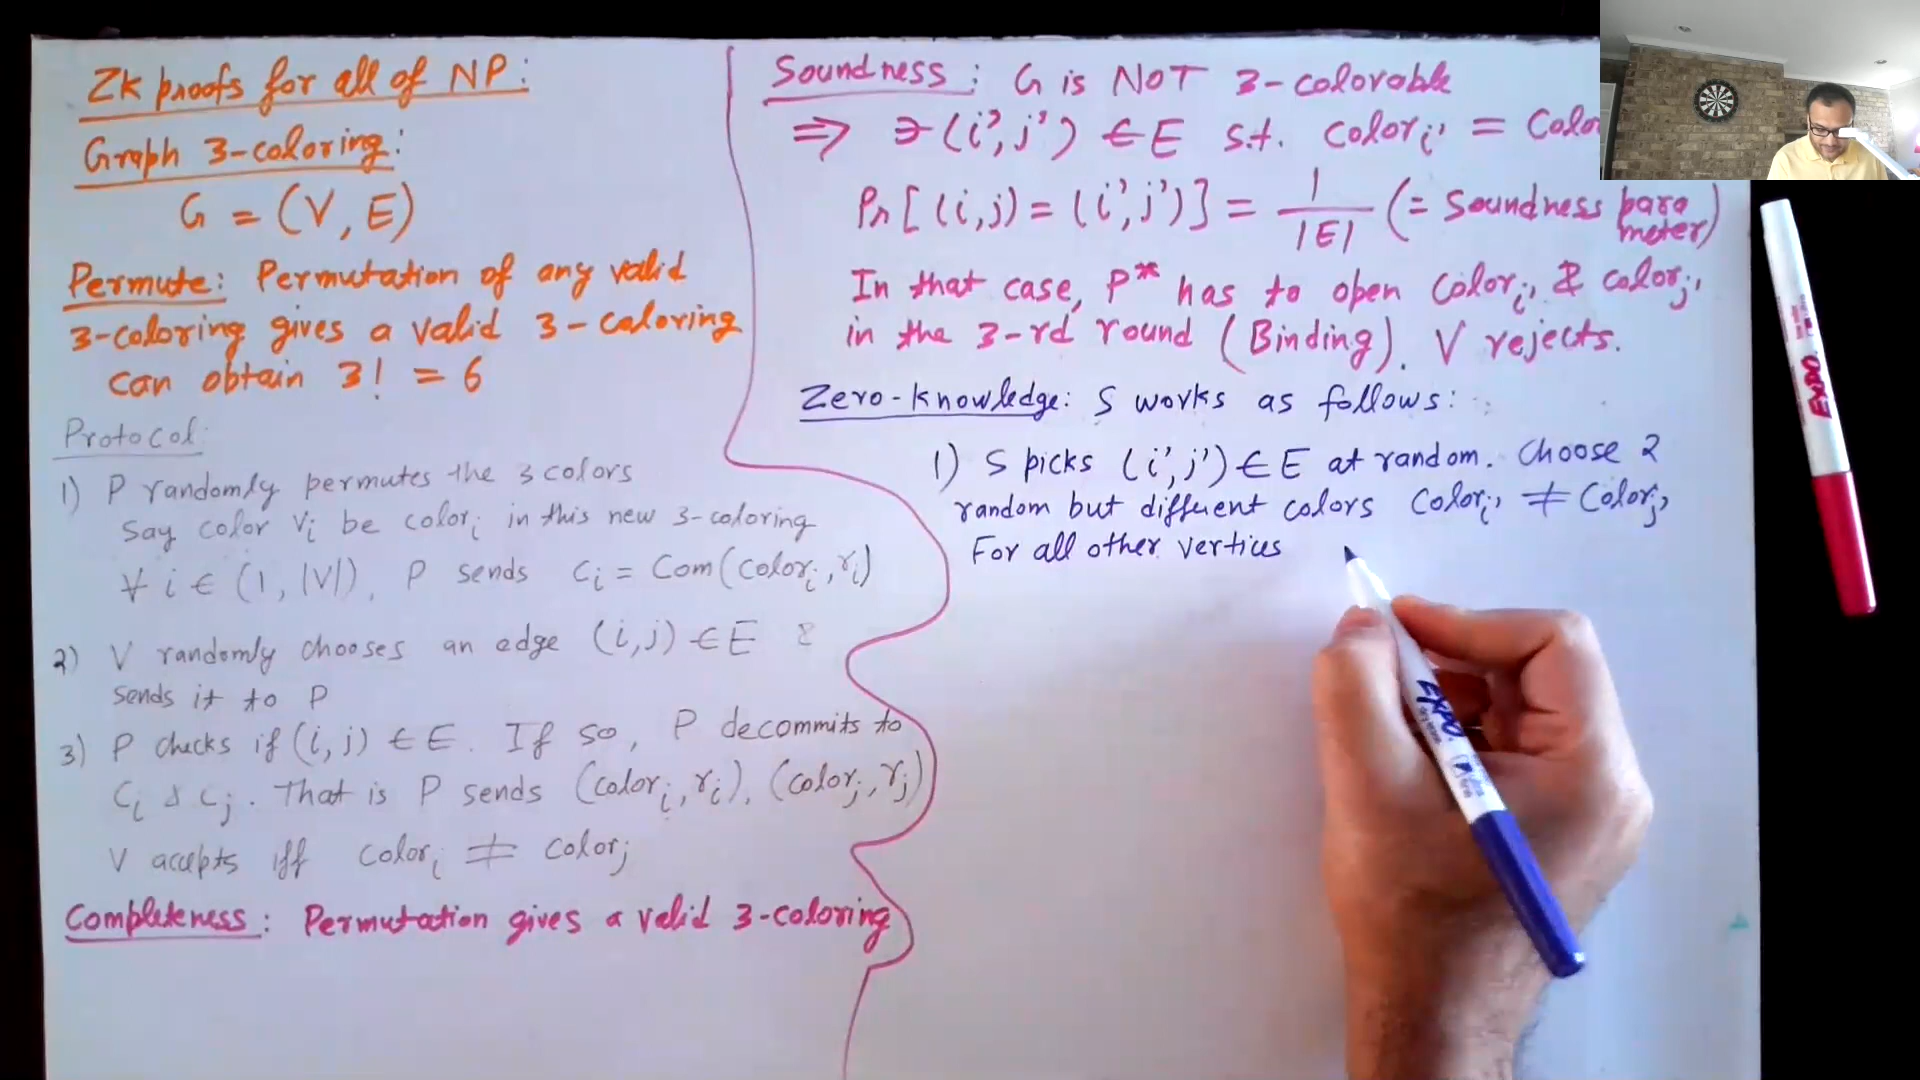 ZK proofs for all of NP:
Graph 3-coloring:
G = (V, E)
Permute: Permutation of any valid
3-coloring gives a valid 3-coloring
can obtain 3! = 6
Protocol:
1) P randomly permutes the 3 colors
Say color vᵢ be colorᵢ in this new 3-coloring
∀ i ∈ (1, |V|), P sends cᵢ = Com(colorᵢ, rᵢ)
2) V randomly chooses an edge (i,j) ∈ E &
sends it to P
3) P checks if (i, j) ∈ E. If so, P decommits to
cᵢ & cⱼ. That is P sends (colorᵢ, rᵢ), (colorⱼ, rⱼ)
V accepts iff colorᵢ ≠ colorⱼ
Completeness: Permutation gives a valid 3-coloring
Soundness: G is NOT 3-colorable
⇒ ∃ (i', j') ∈ E s.t. colorᵢ' = Colo
Pr[(i,j) = (i',j')] = 1/|E| (= Soundness parameter)
In that case, P* has to open Colorᵢ' & colorⱼ'
in the 3-rd round (Binding). V rejects.
Zero-Knowledge: S works as follows:
1) S picks (i', j') ∈ E at random. Choose 2
random but different colors Colorᵢ' ≠ Colorⱼ'
For all other vertices
EXPO
EXPO